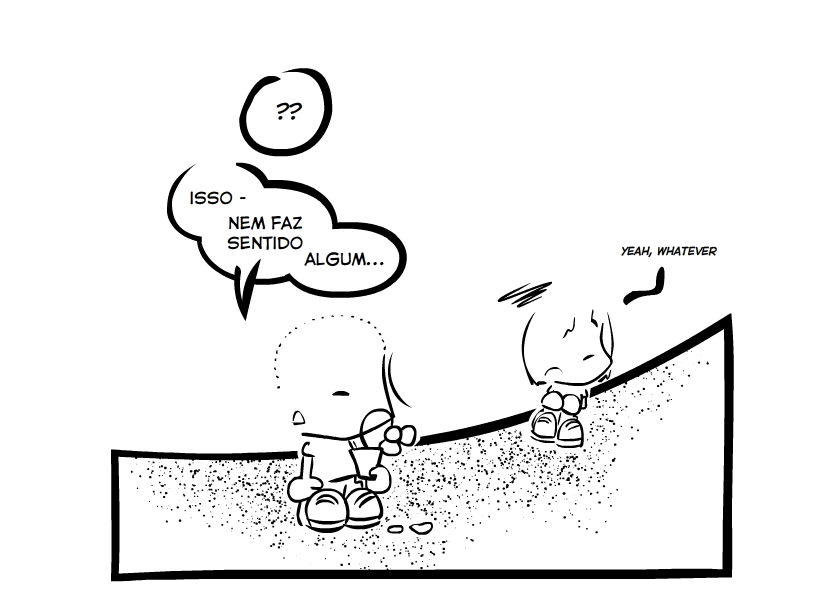 ??
ISSO -
NEM FAZ
SENTIDO
ALGUM...
YEAH, WHATEVER